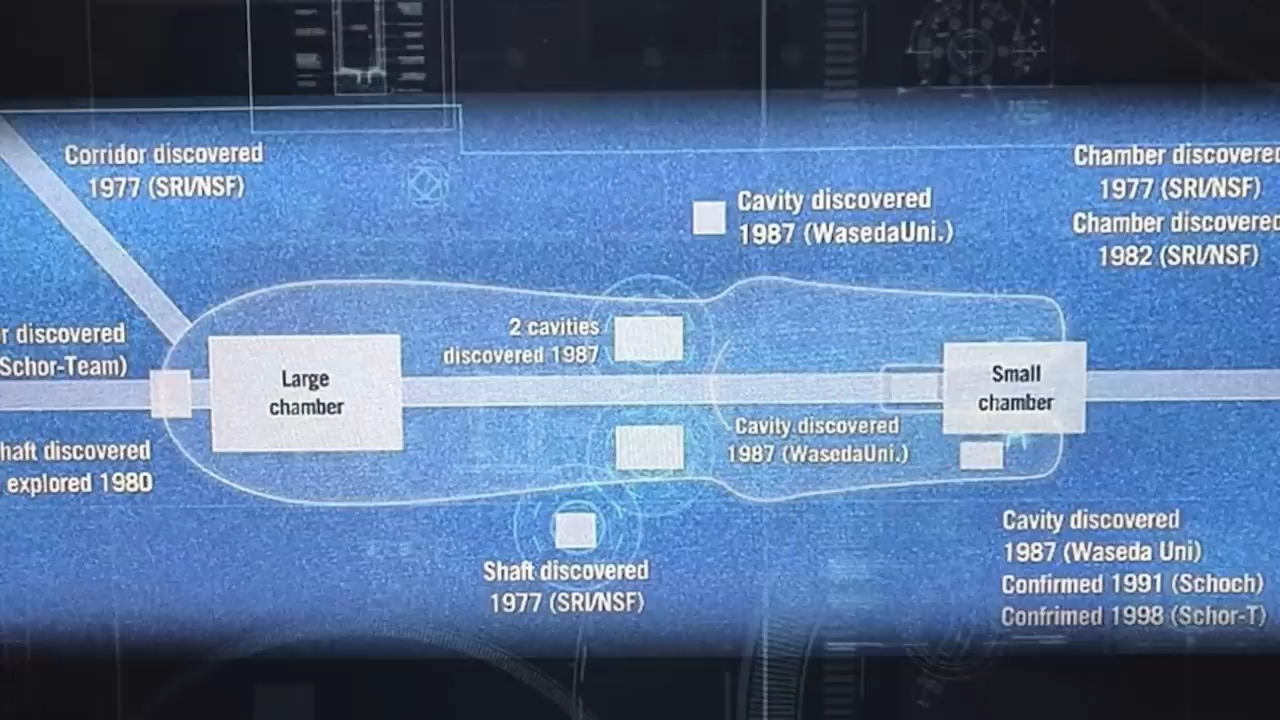 Corridor discovered
1977 (SRI/NSF)
Cavity discovered
1987 (WasedaUni.)
Chamber discovered
1977 (SRI/NSF)
Chamber discovered
1982 (SRI/NSF)
r discovered
Schor-Team)
2 cavities
discovered 1987
Large
chamber
Small
chamber
Cavity discovered
1987 (WasedaUni.)
haft discovered
explored 1980
Shaft discovered
1977 (SRI/NSF)
Cavity discovered
1987 (Waseda Uni)
Confirmed 1991 (Schoch)
Confrimed 1998 (Schor-T)